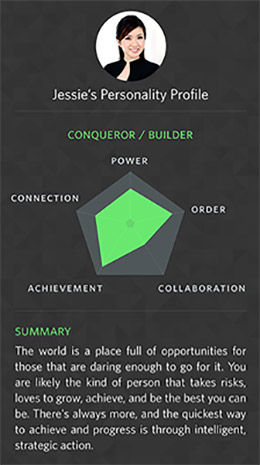 Jessie's Personality Profile
CONQUEROR / BUILDER
POWER
CONNECTION
ORDER
ACHIEVEMENT
COLLABORATION
SUMMARY
The world is a place full of opportunities for
those that are daring enough to go for it. You
are likely the kind of person that takes risks,
loves to grow, achieve, and be the best you can
be. There's always more, and the quickest way
to achieve and progress is through intelligent,
strategic action.